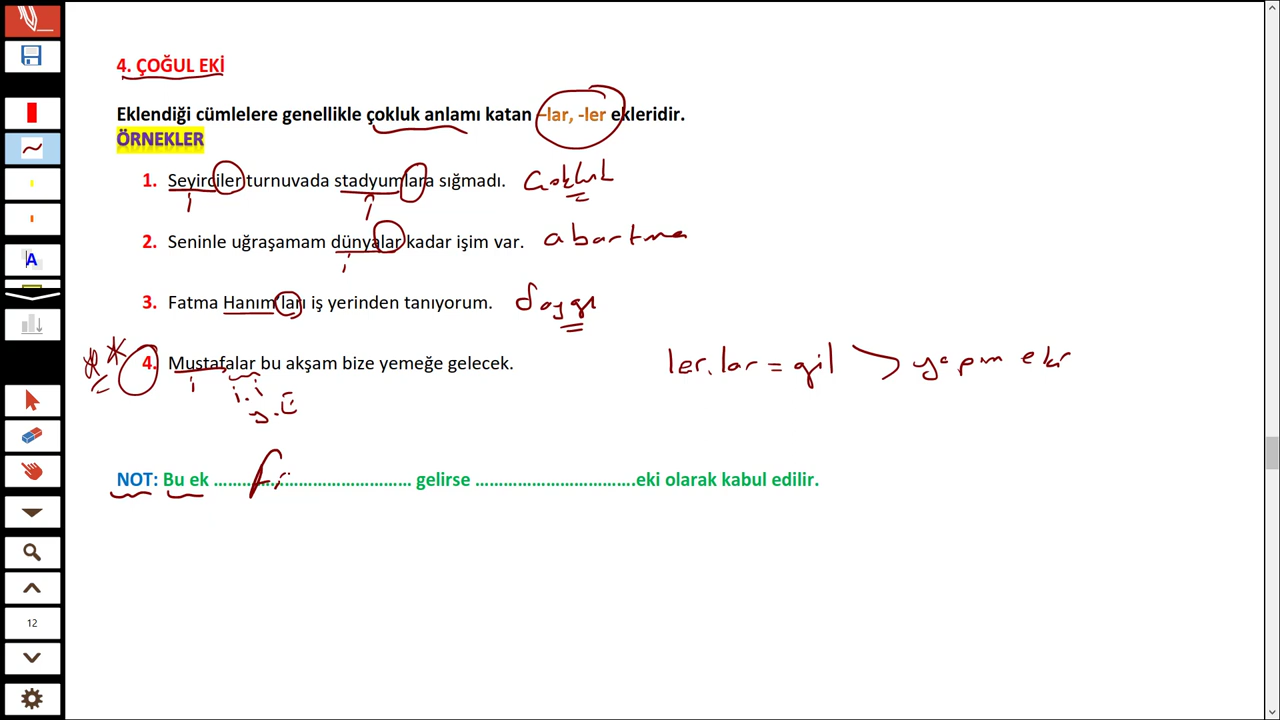 4. ÇOĞUL EKİ
Eklendiği cümlelere genellikle çokluk anlamı katan –lar, -ler ekleridir.
ÖRNEKLER
1. Seyirciler turnuvada stadyumlara sığmadı. Çokluk
2. Seninle uğraşamam dünyalar kadar işim var. abartma
3. Fatma Hanımları iş yerinden tanıyorum. Saygı
4. Mustafalar bu akşam bize yemeğe gelecek. ler, lar = gil yapım eki
i i.i
y.E
NOT: Bu ek ……………………………… gelirse …………………………….eki olarak kabul edilir.
A
12